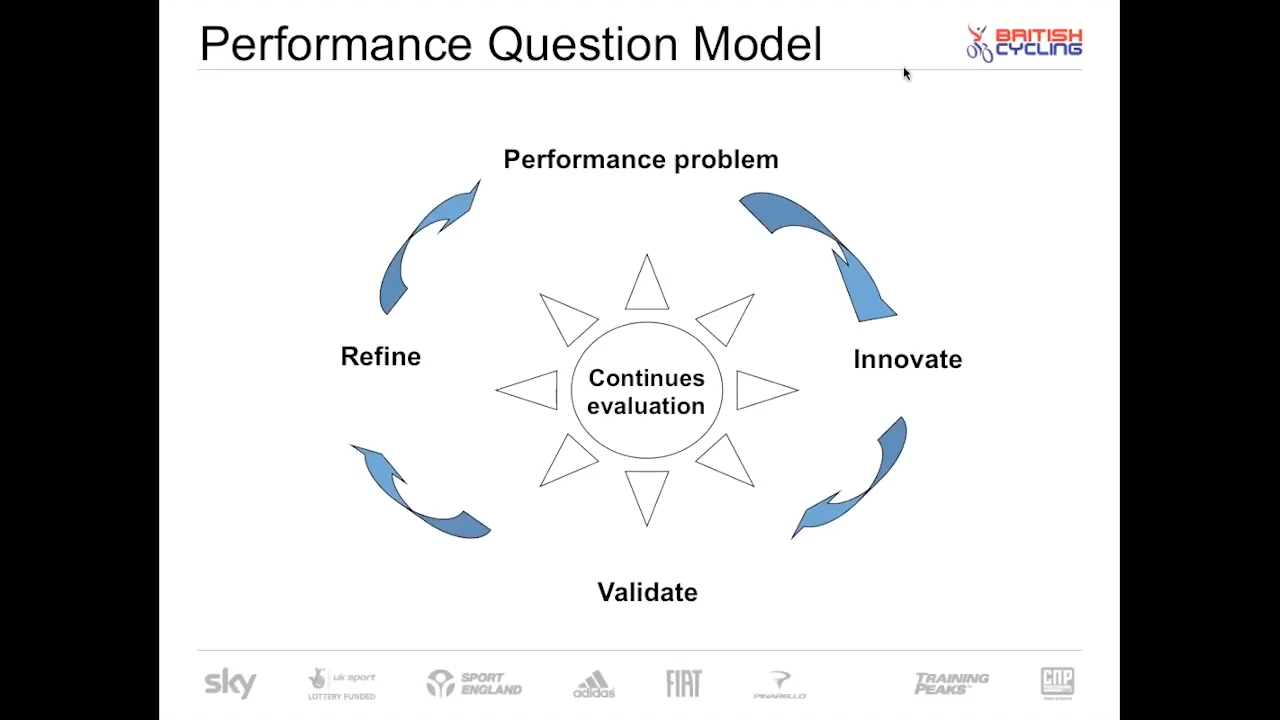 Performance Question Model
BRITISH
CYCLING
Performance problem
Refine
Innovate
Continues
evaluation
Validate
sky
uk sport
LOTTERY FUNDED
SPORT
ENGLAND
adidas
FIAT
PINARELLO
TRAINING
PEAKS
CNP